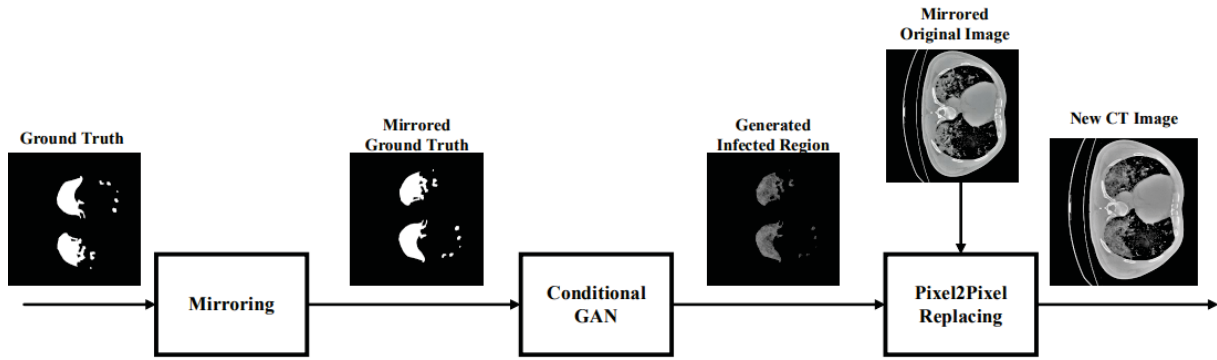 Mirrored
Original Image
Ground Truth
Mirrored
Ground Truth
Generated
Infected Region
New CT Image
Mirroring
Conditional
GAN
Pixel2Pixel
Replacing